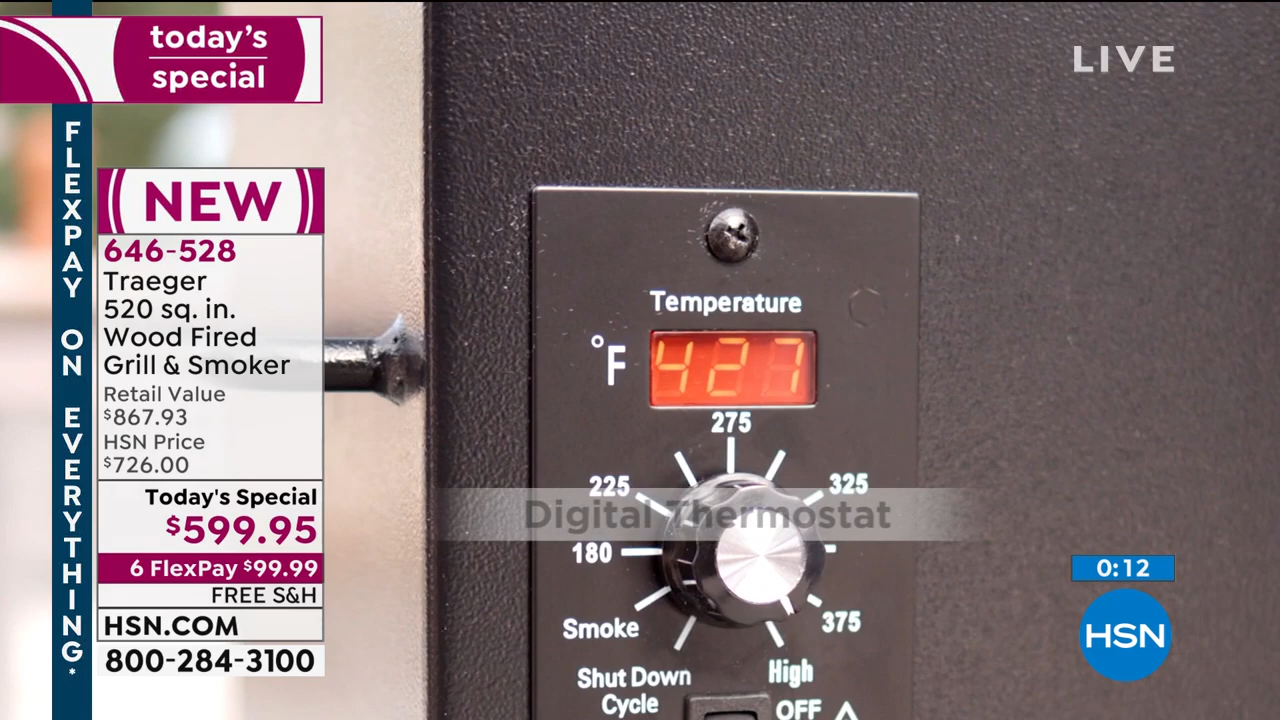 today's
special
LIVE
FLEXPAY ON EVERYTHING*
NEW
646-528
Traeger
520 sq. in.
Wood Fired
Grill & Smoker
Retail Value
$867.93
HSN Price
$726.00
Today's Special
$599.95
6 FlexPay $99.99
FREE S&H
HSN.COM
800-284-3100
Temperature
°F 427
275
225
325
Digital Thermostat
180
Smoke
375
Shut Down
Cycle
High
OFF
0:12
HSN